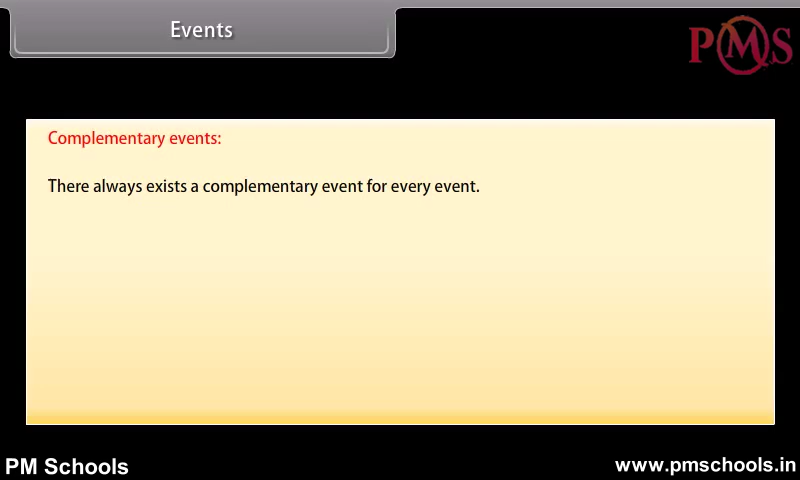 Events
PMS
Complementary events:
There always exists a complementary event for every event.
PM Schools
www.pmschools.in